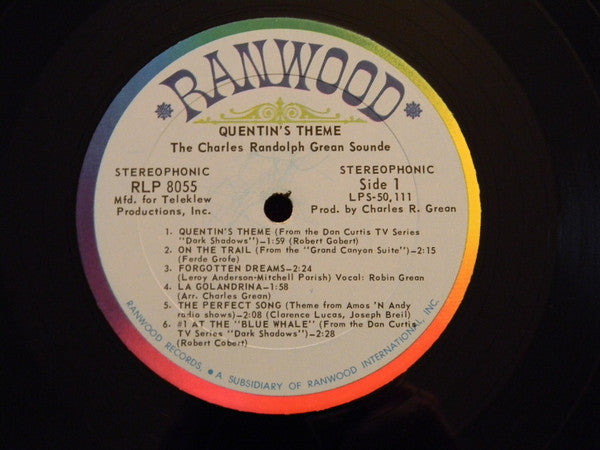 RANWOOD
QUENTIN'S THEME
The Charles Randolph Grean Sounde
STEREOPHONIC
RLP 8055
Mfd. for Teleklew
Productions, Inc.
STEREOPHONIC
Side 1
LPS-50,111
Prod. by Charles R. Grean
1. QUENTIN'S THEME (From the Dan Curtis TV Series
"Dark Shadows")—1:59 (Robert Gobert)
2. ON THE TRAIL (From the "Grand Canyon Suite")—2:15
(Ferde Grofe)
3. FORGOTTEN DREAMS—2:24
(Leroy Anderson-Mitchell Parish) Vocal: Robin Grean
4. LA GOLANDRINA—1:58
(Arr. Charles Grean)
5. THE PERFECT SONG (Theme from Amos 'N Andy
radio shows)—2:08 (Clarence Lucas, Joseph Breil)
6. #1 AT THE "BLUE WHALE" (From the Dan Curtis
TV Series "Dark Shadows")—2:28
(Robert Cobert)
RANWOOD RECORDS, • A SUBSIDIARY OF RANWOOD INTERNATIONAL, INC.